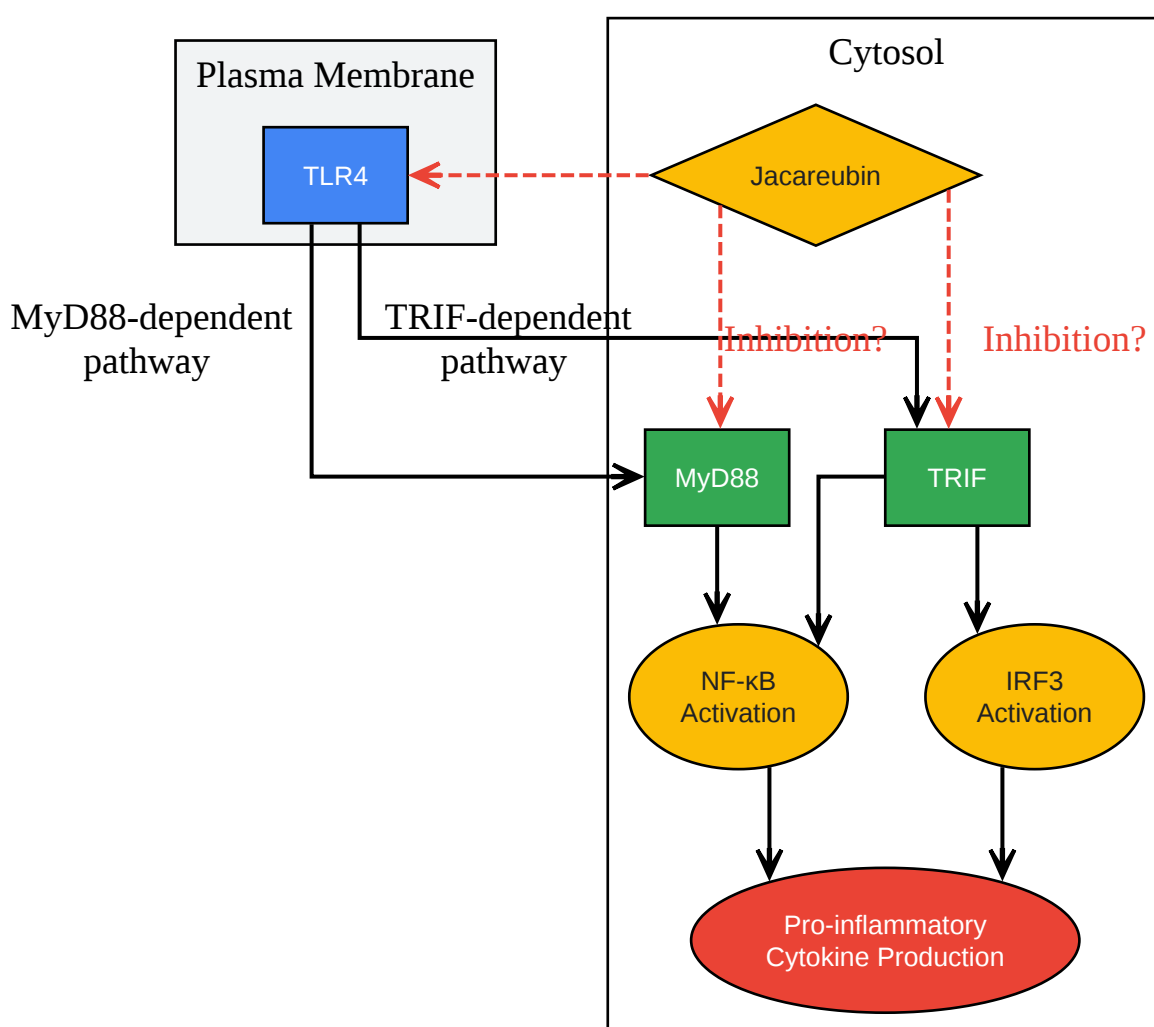 Cytosol
Plasma Membrane
TLR4
Jacareubin
MyD88-dependent
pathway
TRIF-dependent
pathway
Inhibition?
Inhibition?
MyD88
TRIF
NF-κB
Activation
IRF3
Activation
Pro-inflammatory
Cytokine Production